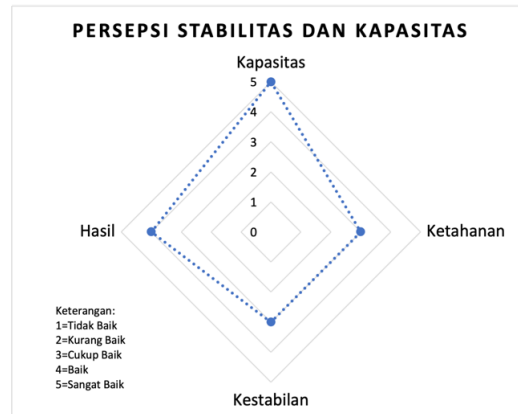 PERSEPSI STABILITAS DAN KAPASITAS
Kapasitas
5
4
3
2
1
0
Hasil
Ketahanan
Keterangan:
1=Tidak Baik
2=Kurang Baik
3=Cukup Baik
4=Baik
5=Sangat Baik
Kestabilan